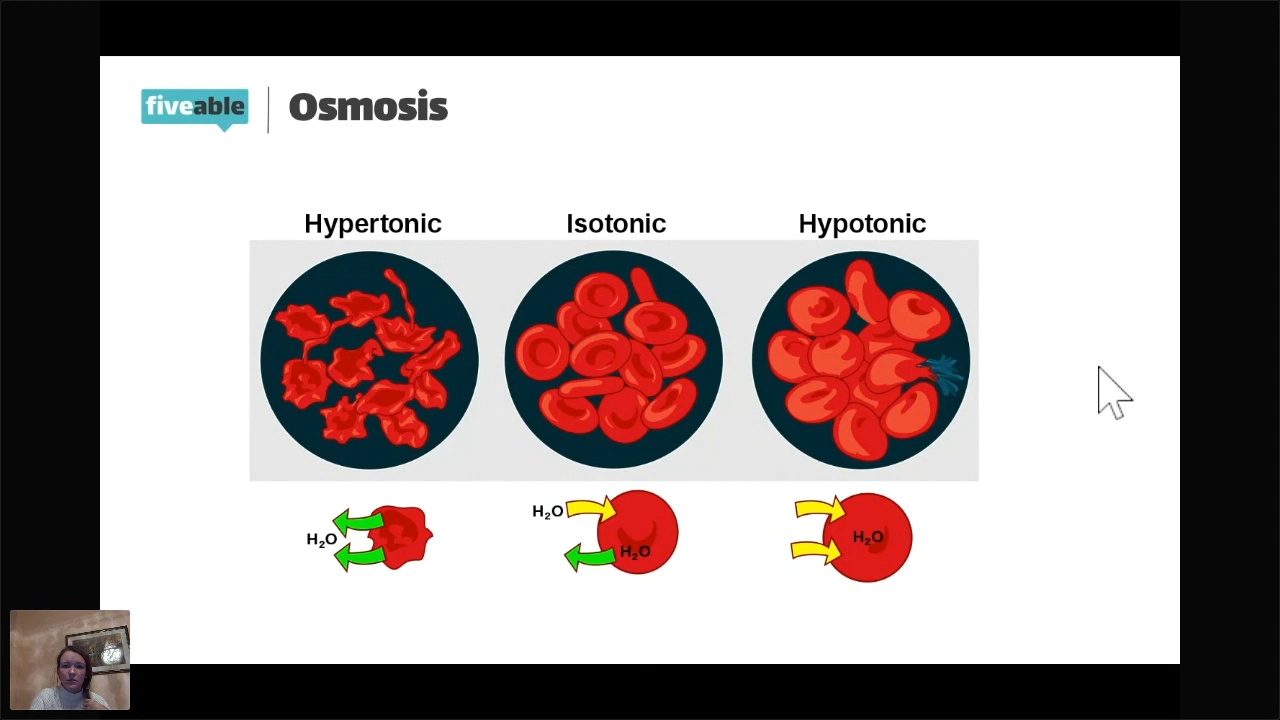 fiveable
Osmosis
Hypertonic
Isotonic
Hypotonic
H₂O
H₂O
H₂O
H₂O